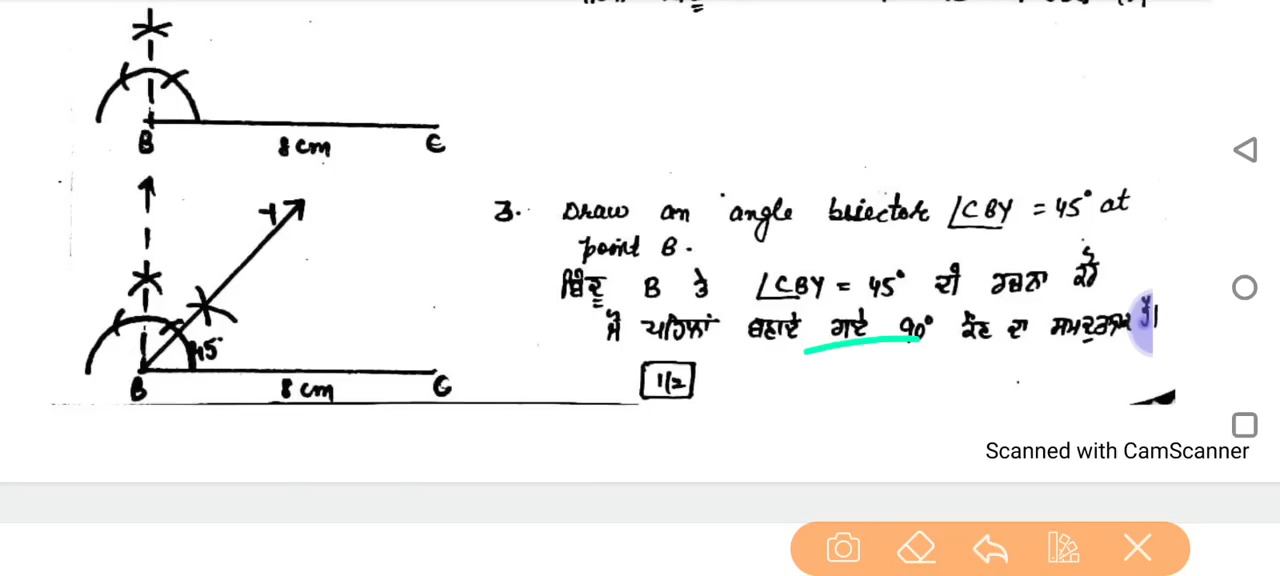 B
8 cm
C
3. Draw an angle bisector ∠CBY = 45° at
point B.
ਬਿੰਦੂ B ਤੇ ∠CBY = 45° ਦੀ ਰਚਨਾ ਕਰੋ
ਜੋ ਪਹਿਲਾਂ ਬਣਾਏ ਗਏ 90° ਕੋਣ ਦਾ ਸਮਦੁਭਾਜਕ ਹੈ।
Y
45°
B
8 cm
C
1/2
Scanned with CamScanner